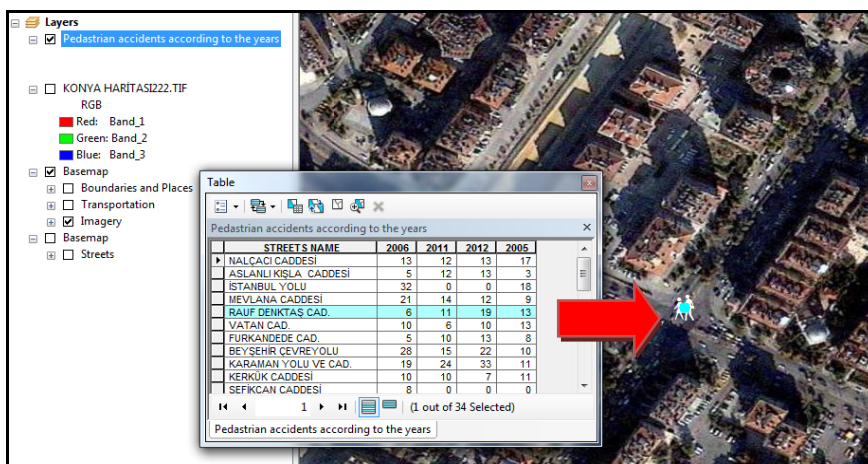 Layers
Pedastrian accidents according to the years
KONYA HARİTASI222.TIF
RGB
Red: Band_1
Green: Band_2
Blue: Band_3
Basemap
Boundaries and Places
Transportation
Imagery
Basemap
Streets
Table
Pedastrian accidents according to the years
STREETS NAME 2006 2011 2012 2005
NALÇACI CADDESİ 13 12 13 17
ASLANLI KIŞLA CADDESİ 5 12 13 3
İSTANBUL YOLU 32 0 0 18
MEVLANA CADDESİ 21 14 12 9
RAUF DENKTAŞ CAD. 6 11 19 13
VATAN CAD. 10 6 10 13
FURKANDEDE CAD. 5 10 13 8
BEYŞEHİR ÇEVREYOLU 28 15 22 10
KARAMAN YOLU VE CAD. 19 24 33 11
KERKÜK CADDESİ 10 10 7 11
SEFİKCAN CADDESİ 8 0 0 0
1 (1 out of 34 Selected)
Pedastrian accidents according to the years